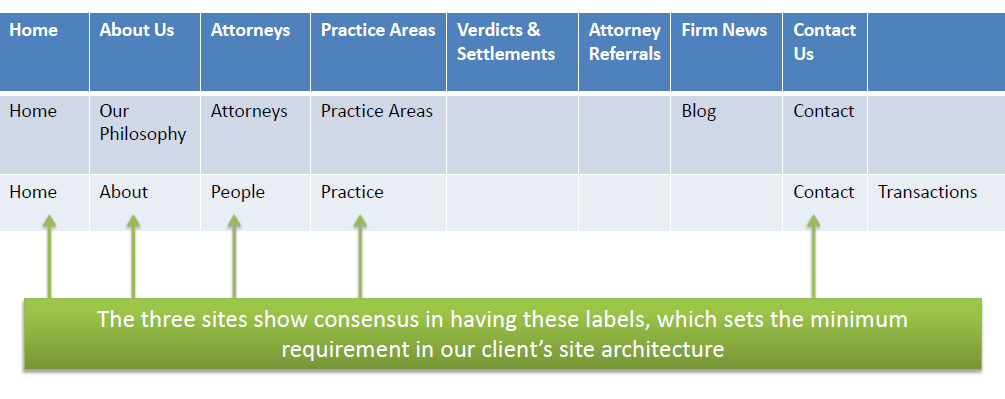 Home About Us Attorneys Practice Areas Verdicts & Attorney Firm News Contact
Settlements Referrals Us
Home Our Attorneys Practice Areas Blog Contact
Philosophy
Home About People Practice Contact Transactions
The three sites show consensus in having these labels, which sets the minimum
requirement in our client’s site architecture